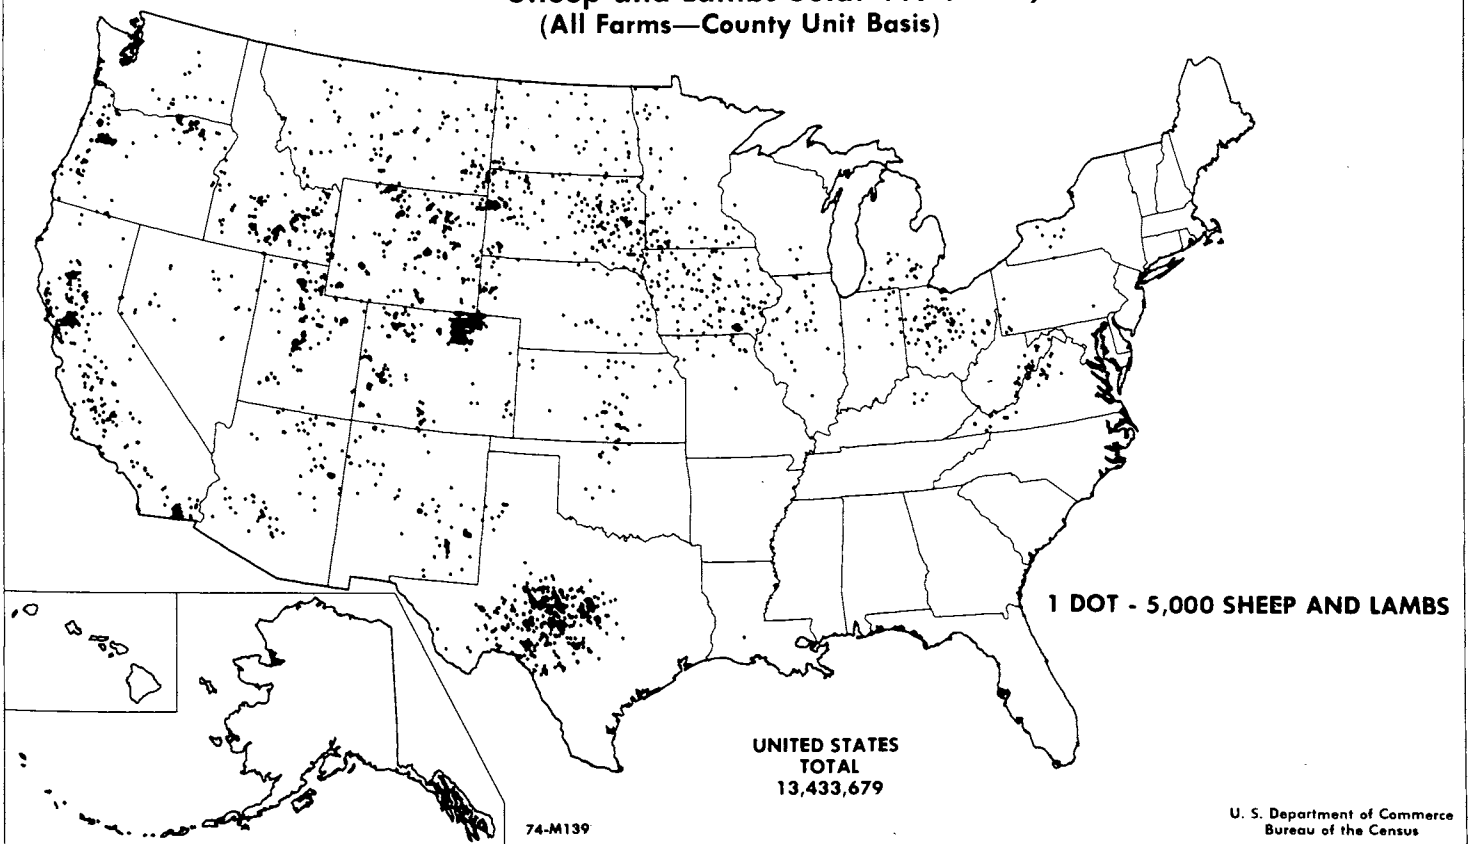 (All Farms—County Unit Basis)
1 DOT - 5,000 SHEEP AND LAMBS
UNITED STATES
TOTAL
13,433,679
74-M139
U. S. Department of Commerce
Bureau of the Census